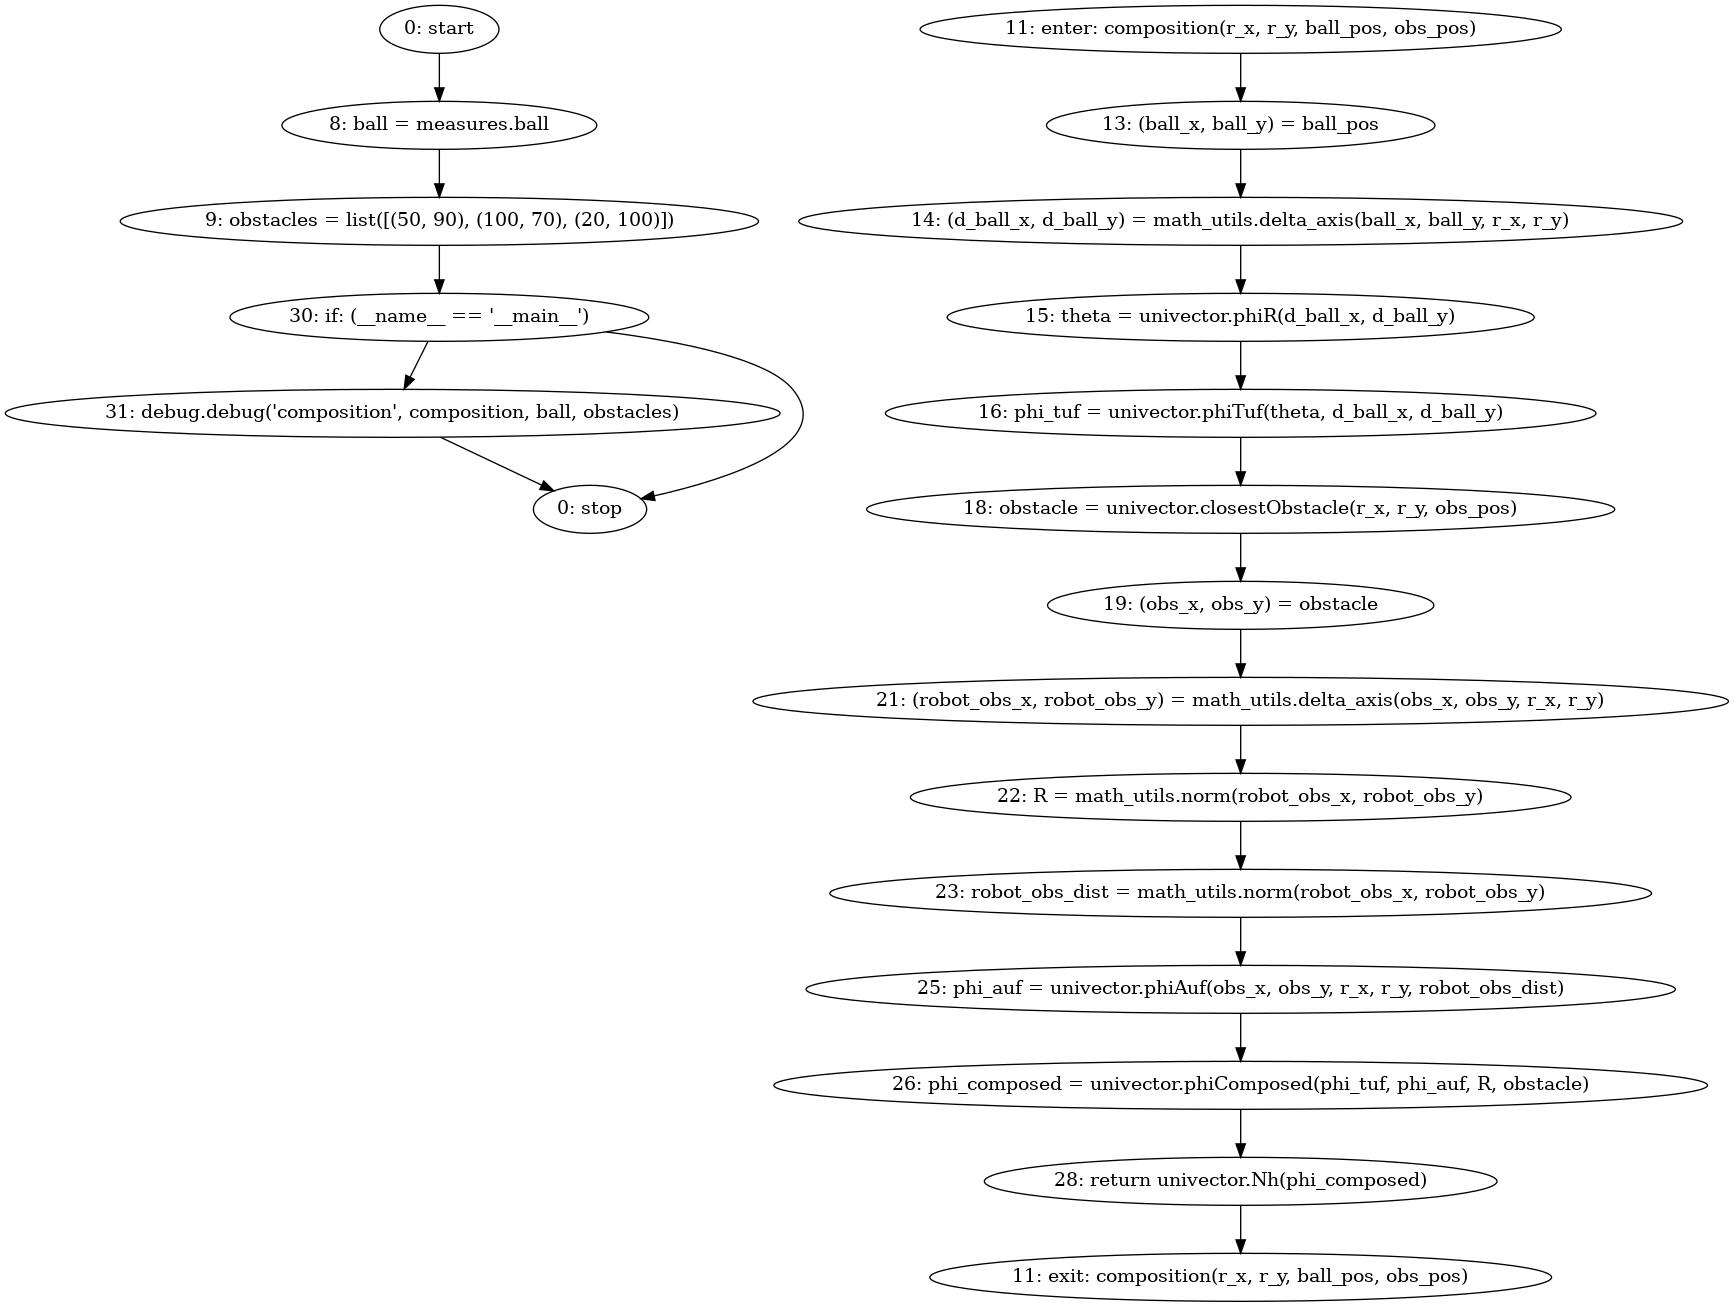 0: start
8: ball = measures.ball
9: obstacles = list([(50, 90), (100, 70), (20, 100)])
30: if: (__name__ == '__main__')
31: debug.debug('composition', composition, ball, obstacles)
0: stop
11: enter: composition(r_x, r_y, ball_pos, obs_pos)
13: (ball_x, ball_y) = ball_pos
14: (d_ball_x, d_ball_y) = math_utils.delta_axis(ball_x, ball_y, r_x, r_y)
15: theta = univector.phiR(d_ball_x, d_ball_y)
16: phi_tuf = univector.phiTuf(theta, d_ball_x, d_ball_y)
18: obstacle = univector.closestObstacle(r_x, r_y, obs_pos)
19: (obs_x, obs_y) = obstacle
21: (robot_obs_x, robot_obs_y) = math_utils.delta_axis(obs_x, obs_y, r_x, r_y)
22: R = math_utils.norm(robot_obs_x, robot_obs_y)
23: robot_obs_dist = math_utils.norm(robot_obs_x, robot_obs_y)
25: phi_auf = univector.phiAuf(obs_x, obs_y, r_x, r_y, robot_obs_dist)
26: phi_composed = univector.phiComposed(phi_tuf, phi_auf, R, obstacle)
28: return univector.Nh(phi_composed)
11: exit: composition(r_x, r_y, ball_pos, obs_pos)